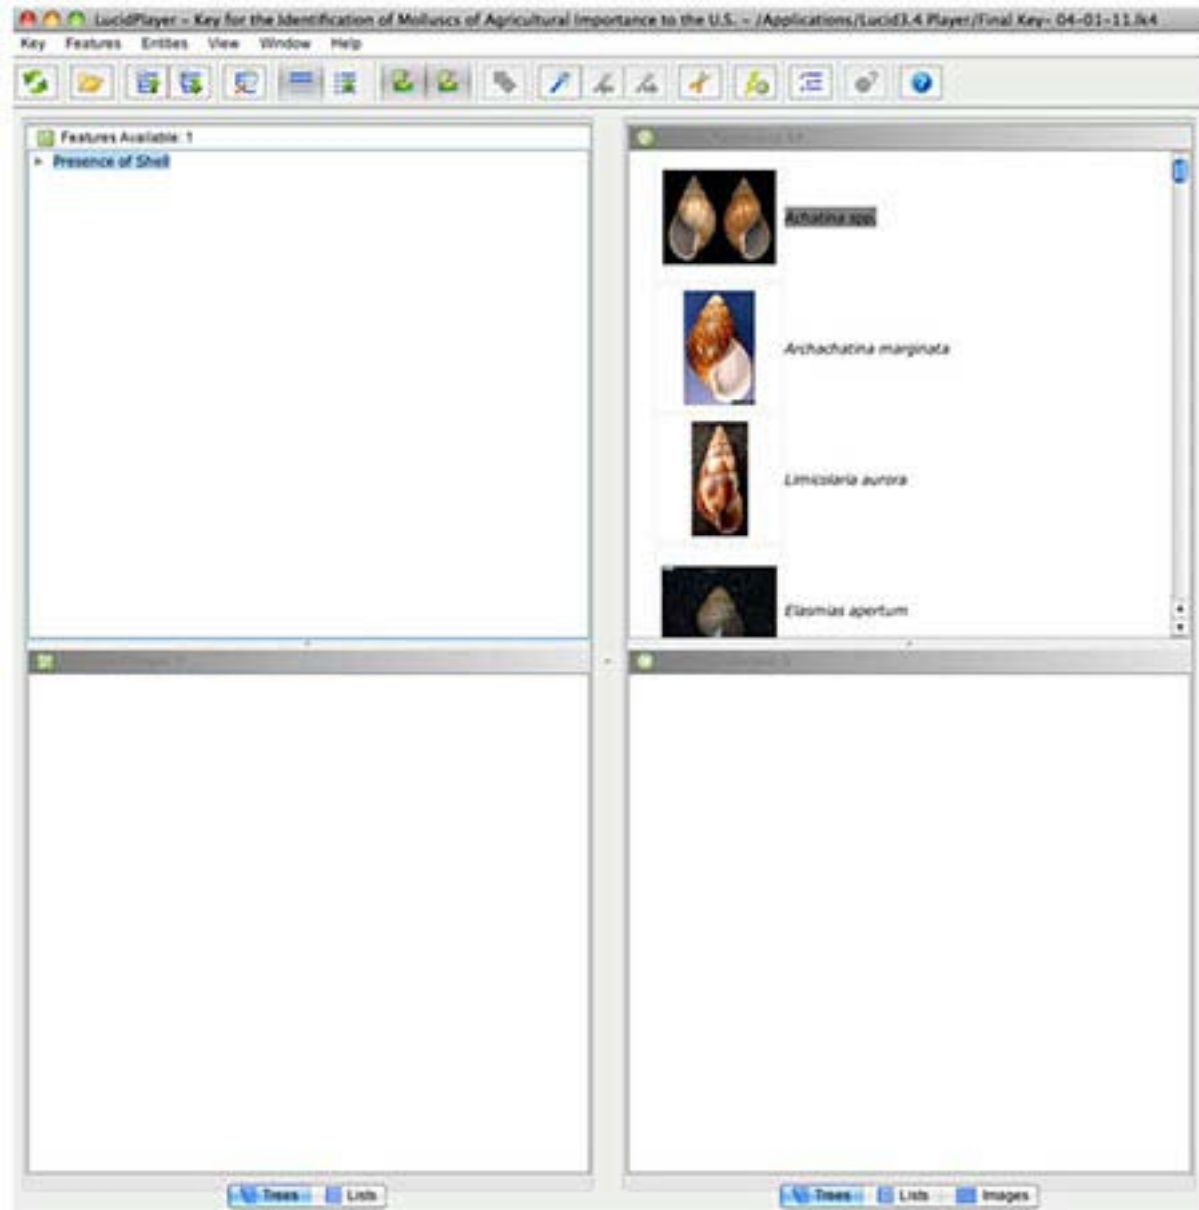 LucidPlayer - Key for the Identification of Molluscs of Agricultural Importance to the U.S. - /Applications/Lucid3.4 Player/Final Key- 04-01-11.lk4
Key Features Entities View Window Help
Features Available: 1
Presence of Shell
Achatina spp.
Archachatina marginata
Limicolaria aurora
Elasmias apertum
Trees Lists
Trees Lists Images